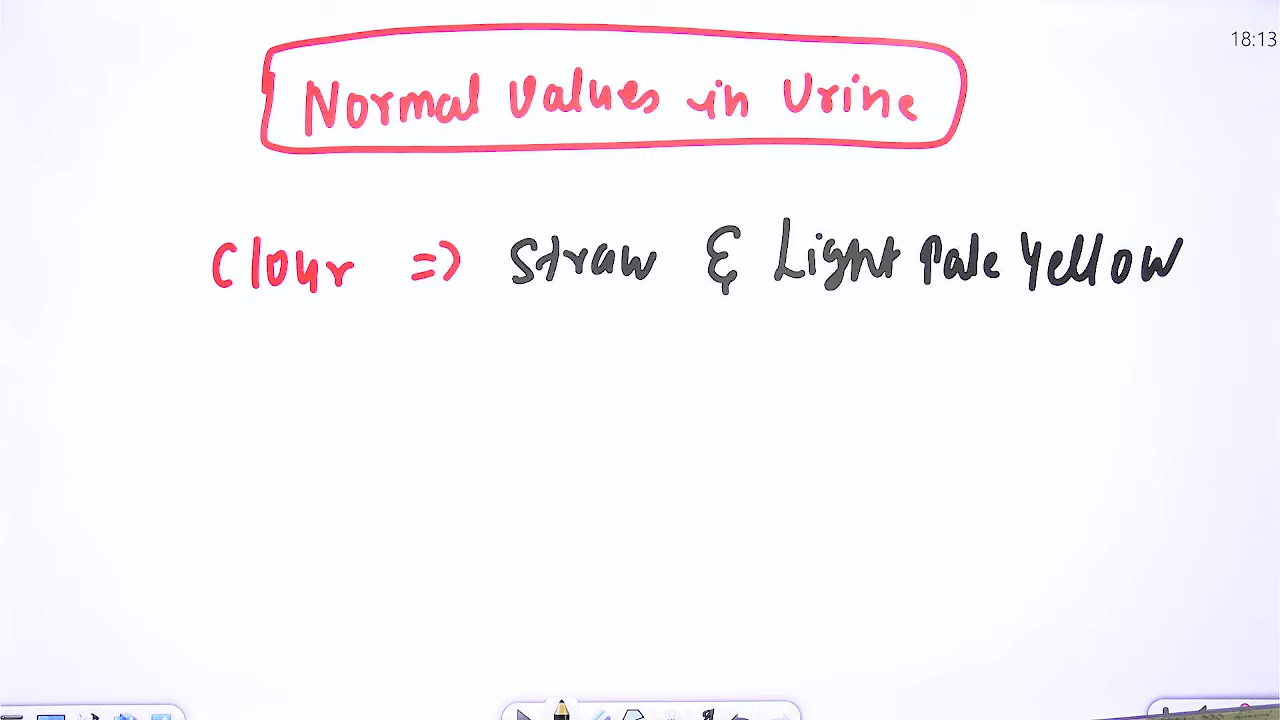 18:13
Normal Values in Urine
Clour => Straw & Light Pale Yellow